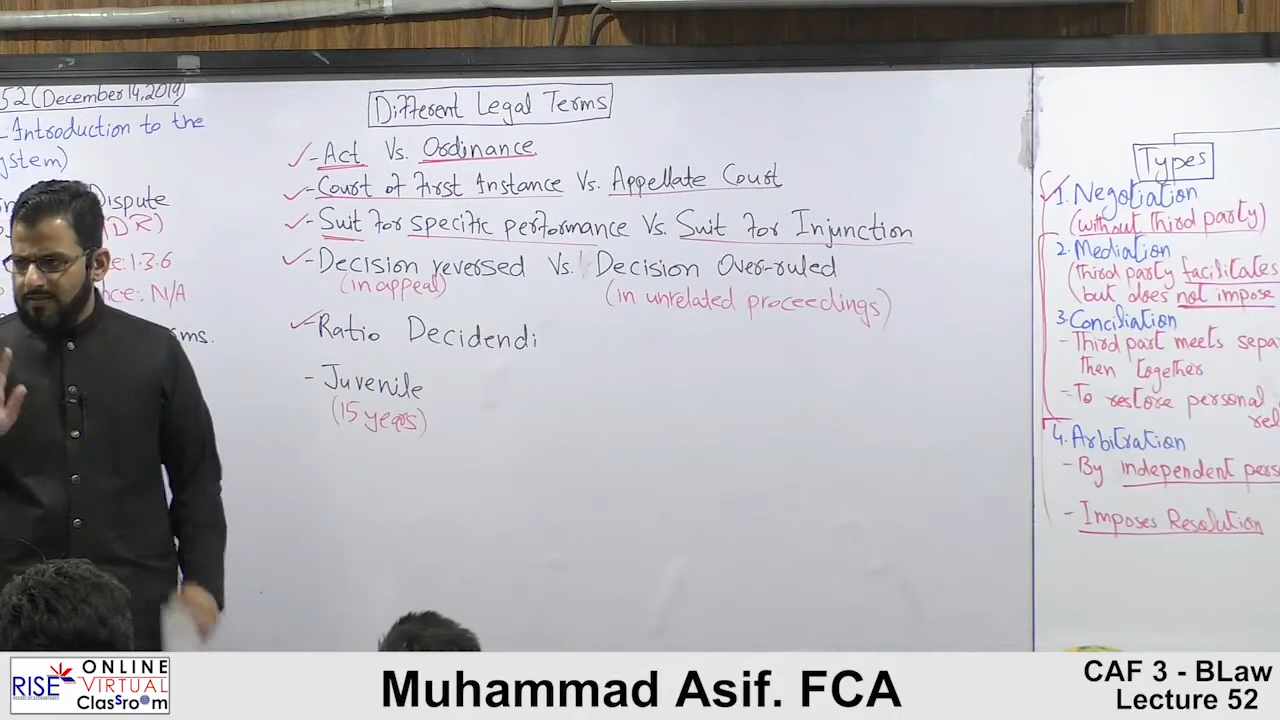 52 (December 14, 2019)
Introduction to the
ystem)
Dispute
DR)
e: 1.3.6
nce: N/A
ms.
Different Legal Terms
- Act Vs. Ordinance
- Court of First Instance Vs. Appellate Court
- Suit for specific performance Vs. Suit for Injunction
- Decision reversed Vs. Decision Over-ruled
(in appeal) (in unrelated proceedings)
- Ratio Decidendi
- Juvenile
(15 years)
Types
1. Negotiation
(without third party)
2. Mediation
(Third party facilitates
but does not impose
3. Conciliation
- Third part meets sepa
Then together
- To restore personal
rel
4. Arbitration
- By independent pers
- Imposes Resolution
RISE ONLINE VIRTUAL Classroom
Muhammad Asif. FCA
CAF 3 - BLaw
Lecture 52